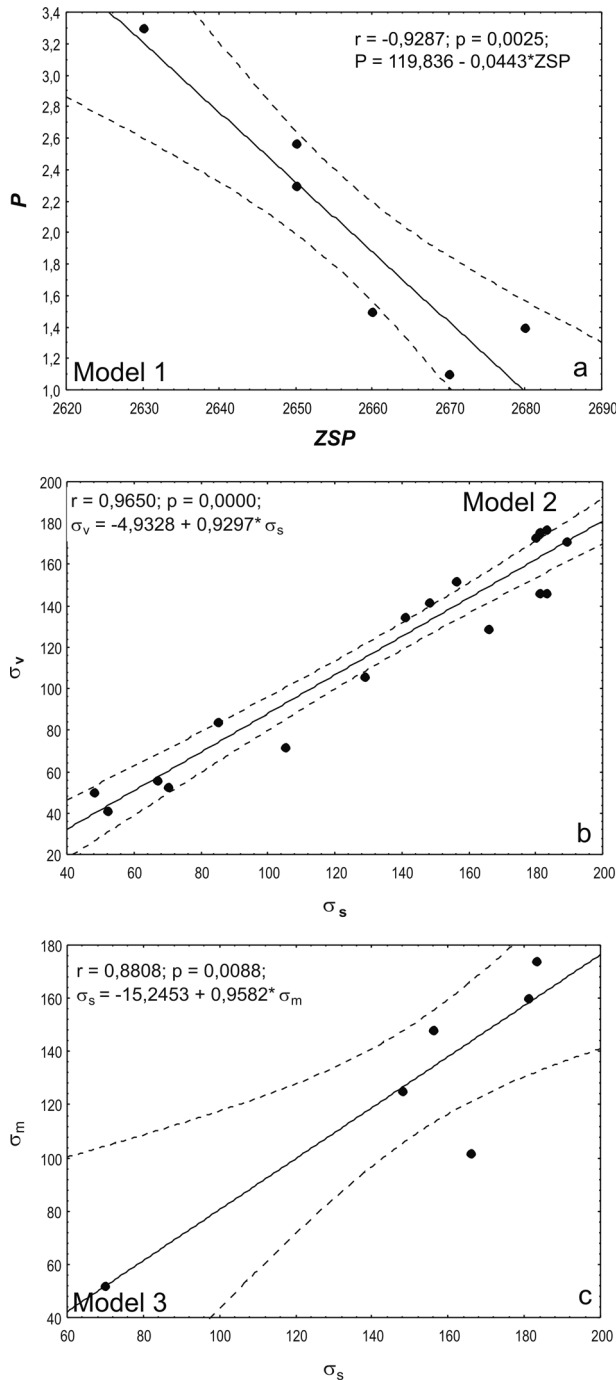 3,4
3,2
3,0
2,8
2,6
2,4
2,2
2,0
1,8
1,6
1,4
1,2
1,0
P
r = -0,9287; p = 0,0025;
P = 119,836 - 0,0443*ZSP
Model 1
a
2620 2630 2640 2650 2660 2670 2680 2690
ZSP
200
180
160
140
120
100
80
60
40
20
σv
r = 0,9650; p = 0,0000;
σv = -4,9328 + 0,9297* σs
Model 2
b
40 60 80 100 120 140 160 180 200
σs
180
160
140
120
100
80
60
40
σm
r = 0,8808; p = 0,0088;
σs = -15,2453 + 0,9582* σm
Model 3
c
60 80 100 120 140 160 180 200
σs